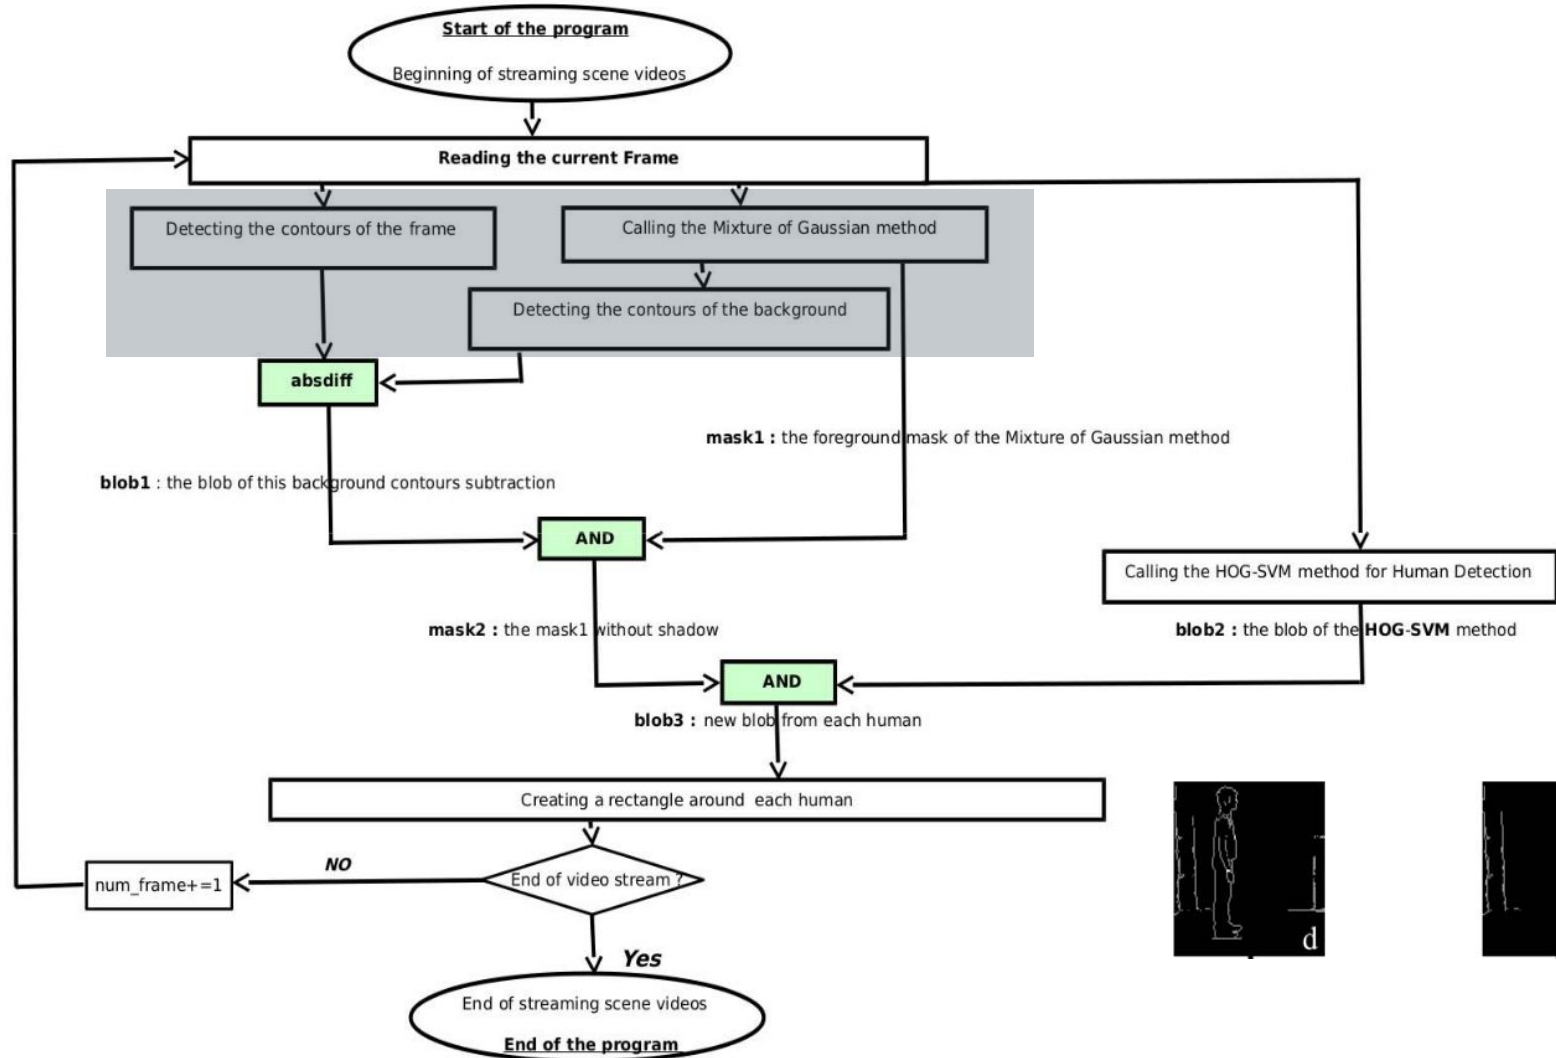 Start of the program
Beginning of streaming scene videos
Reading the current Frame
Detecting the contours of the frame
Calling the Mixture of Gaussian method
Detecting the contours of the background
absdiff
mask1 : the foreground mask of the Mixture of Gaussian method
blob1 : the blob of this background contours subtraction
AND
Calling the HOG-SVM method for Human Detection
mask2 : the mask1 without shadow
blob2 : the blob of the HOG-SVM method
AND
blob3 : new blob from each human
Creating a rectangle around each human
NO
End of video stream ?
num_frame+=1
d
Yes
End of streaming scene videos
End of the program